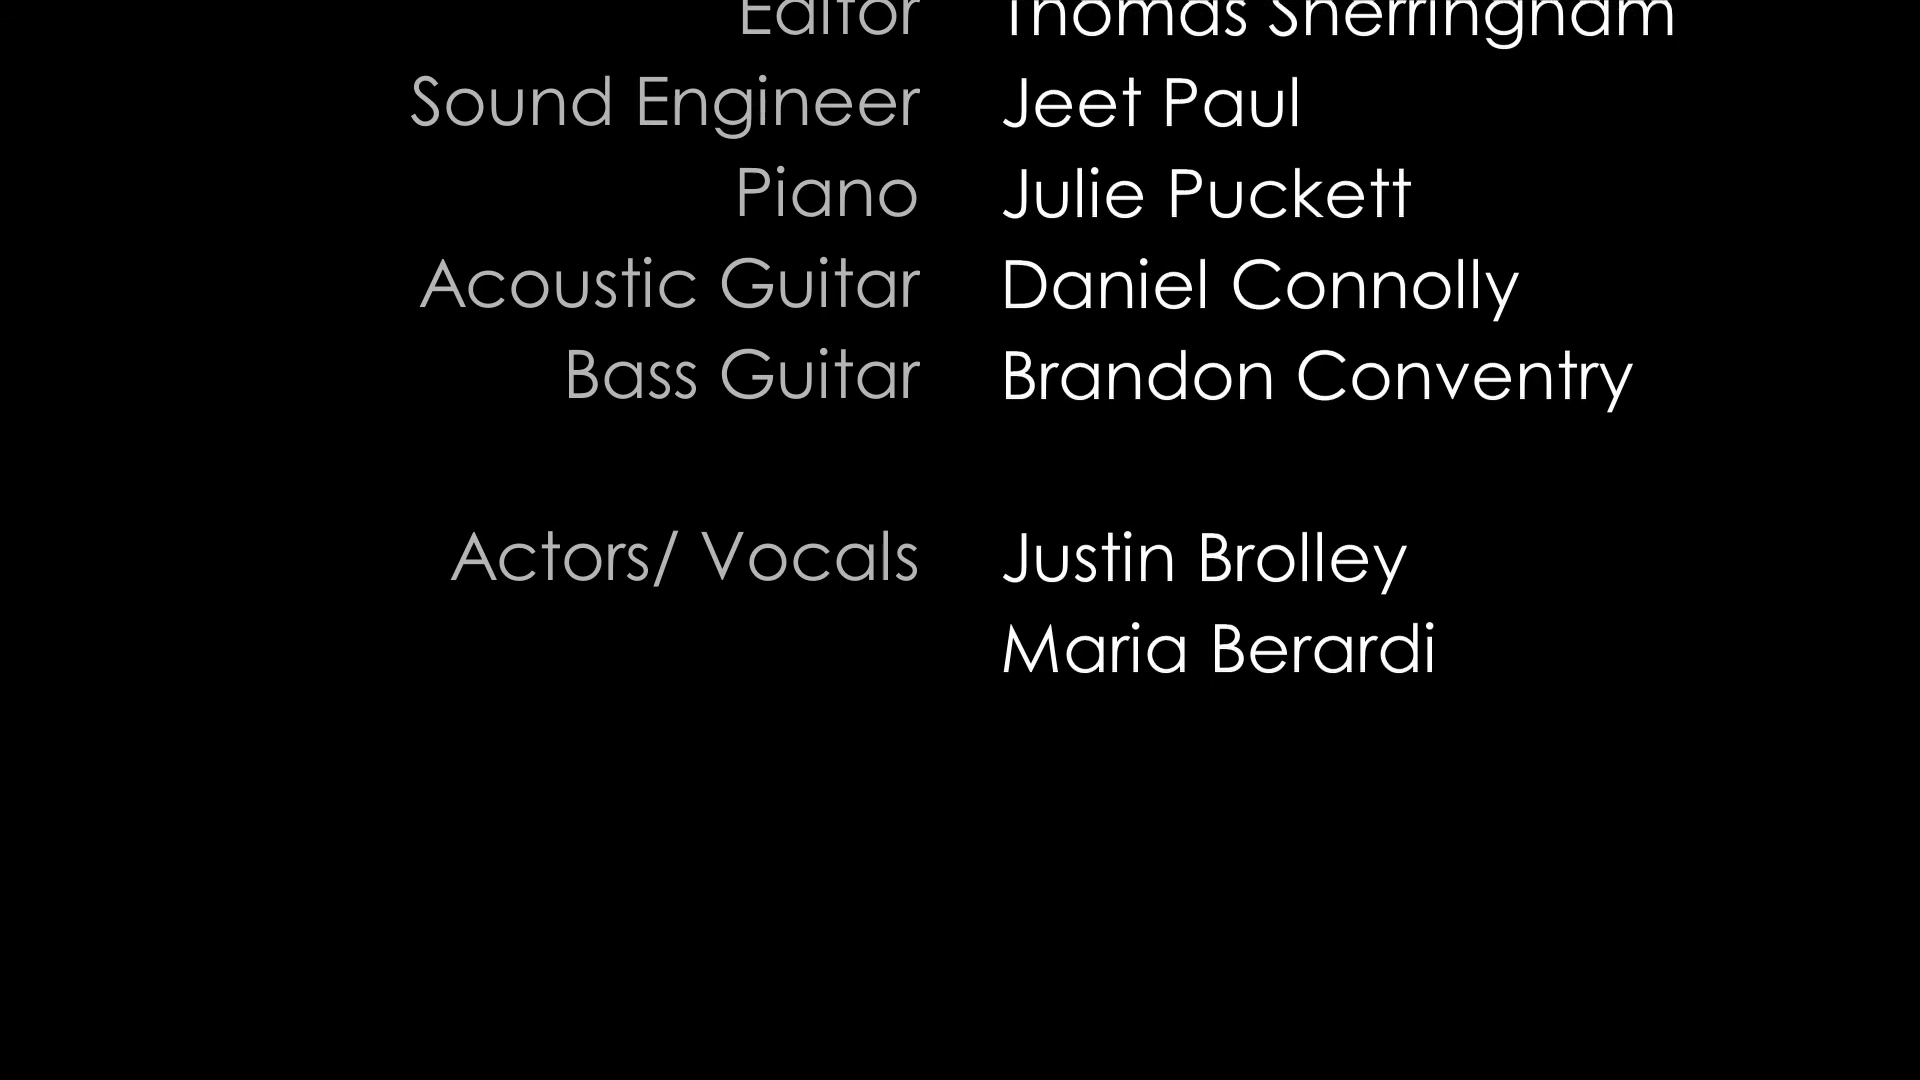 Editor Thomas Sherringham
Sound Engineer Jeet Paul
Piano Julie Puckett
Acoustic Guitar Daniel Connolly
Bass Guitar Brandon Conventry
Actors/ Vocals Justin Brolley
Maria Berardi